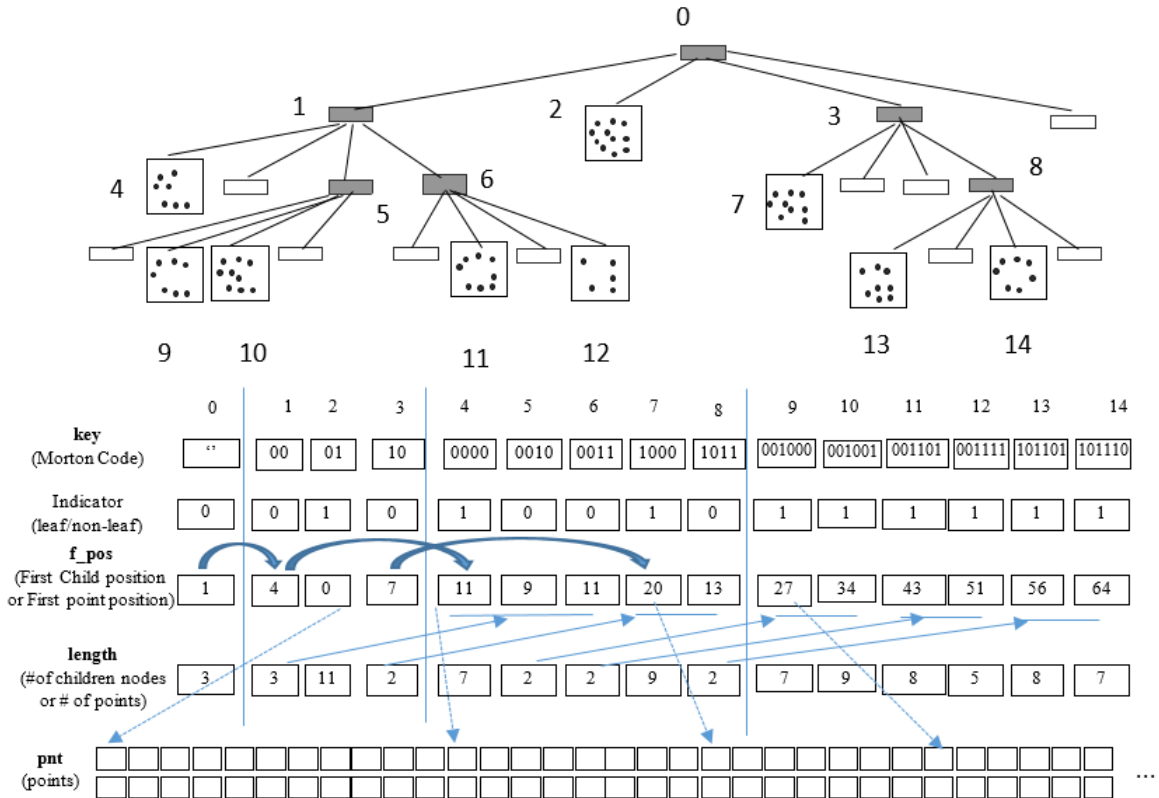 0
1
2
3
4
5
6
7
8
9
10
11
12
13
14
0 1 2 3 4 5 6 7 8 9 10 11 12 13 14
key
(Morton Code)
‘’ 00 01 10 0000 0010 0011 1000 1011 001000 001001 001101 001111 101101 101110
Indicator
(leaf/non-leaf)
0 0 1 0 1 0 0 1 0 1 1 1 1 1 1
f_pos
(First Child position
or First point position)
1 4 0 7 11 9 11 20 13 27 34 43 51 56 64
length
(#of children nodes
or # of points)
3 3 11 2 7 2 2 9 2 7 9 8 5 8 7
pnt
(points)
...